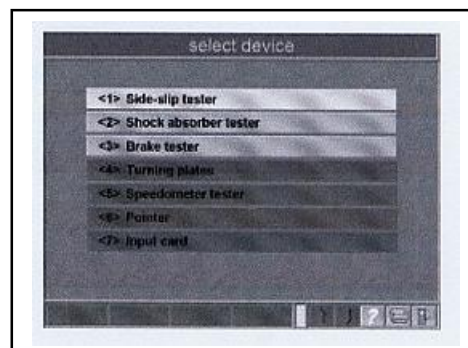 select device
<1> Side-slip tester
<2> Shock absorber tester
<3> Brake tester
<4> Turning plates
<5> Speedometer tester
<6> Pointer
<7> Input card
?